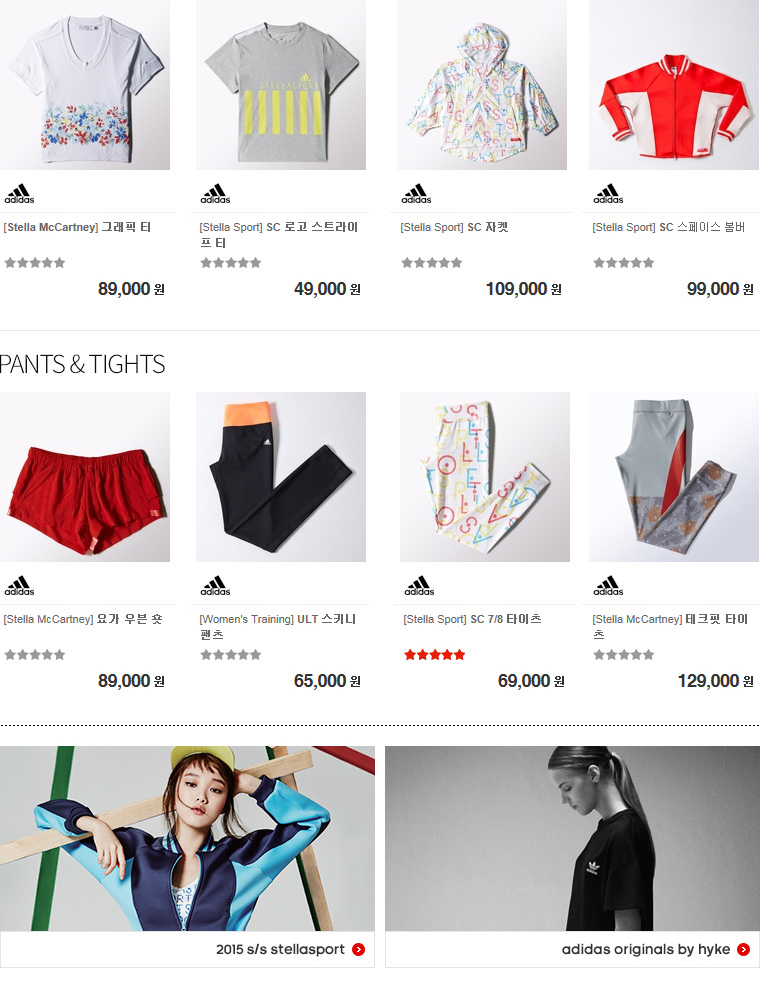 adidas
adidas
adidas
adidas
[Stella McCartney] 그래픽 티
[Stella Sport] SC 로고 스트라이
프 티
[Stella Sport] SC 자켓
[Stella Sport] SC 스페이스 봄버
89,000 원
49,000 원
109,000 원
99,000 원
PANTS & TIGHTS
adidas
adidas
adidas
adidas
[Stella McCartney] 요가 우븐 숏
[Women's Training] ULT 스키니
팬츠
[Stella Sport] SC 7/8 타이츠
[Stella McCartney] 테크핏 타이
츠
89,000 원
65,000 원
69,000 원
129,000 원
2015 s/s stellasport
adidas originals by hyke